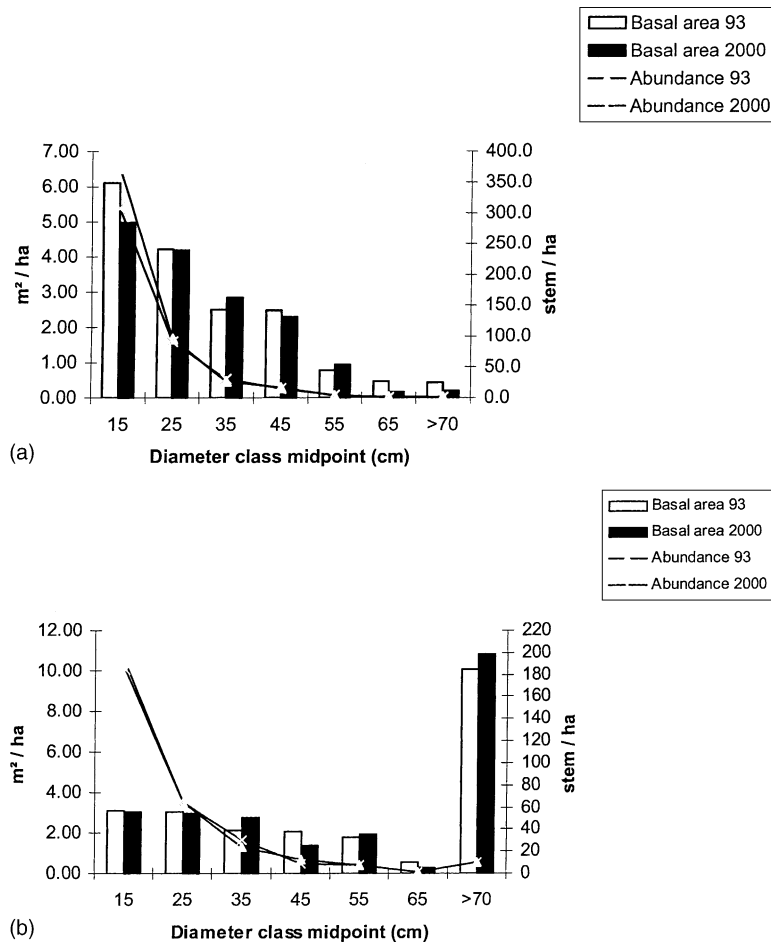 Basal area 93
Basal area 2000
Abundance 93
Abundance 2000
7.00
6.00
5.00
4.00
3.00
2.00
1.00
0.00
m² / ha
400.0
350.0
300.0
250.0
200.0
150.0
100.0
50.0
0.0
stem / ha
15 25 35 45 55 65 >70
(a)
Diameter class midpoint (cm)
Basal area 93
Basal area 2000
Abundance 93
Abundance 2000
12.00
10.00
8.00
6.00
4.00
2.00
0.00
m² / ha
220
200
180
160
140
120
100
80
60
40
20
0
stem / ha
15 25 35 45 55 65 >70
(b)
Diameter class midpoint (cm)